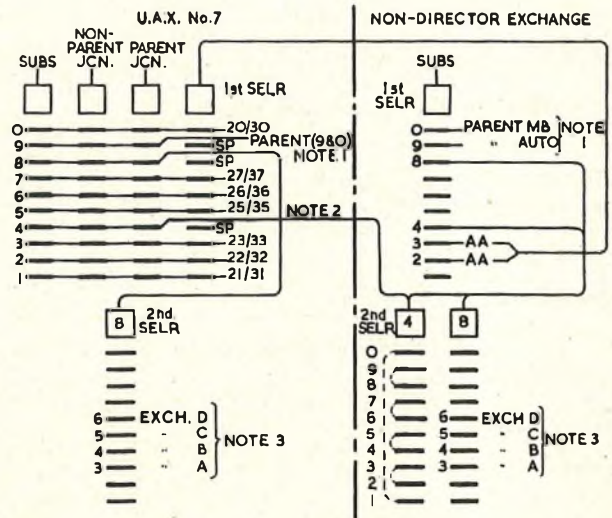 U.A.X. No.7
NON-DIRECTOR EXCHANGE
SUBS
NON-
PARENT
JCN.
PARENT
JCN.
1st SELR
0
9
8
7
6
5
4
3
2
1
20/30
PARENT (9&0)
SP
NOTE 1
SP
27/37
26/36
25/35
NOTE 2
SP
23/33
22/32
21/31
8
2nd
SELR
6 EXCH. D
5 " C
4 " B
3 " A
NOTE 3
SUBS
1st
SELR
0 PARENT MB
9 " AUTO
NOTE
1
8
4
3 AA
2 AA
2nd
SELR
4
8
0
9
8
7
6
5
4
3
2
1
6 EXCH D
5 " C
4 " B
3 " A
NOTE 3